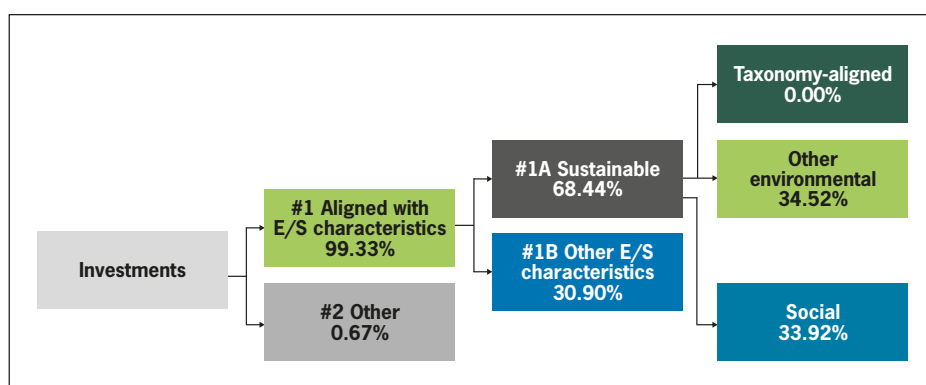 Investments
#1 Aligned with
E/S characteristics
99.33%
#2 Other
0.67%
#1A Sustainable
68.44%
#1B Other E/S
characteristics
30.90%
Taxonomy-aligned
0.00%
Other
environmental
34.52%
Social
33.92%